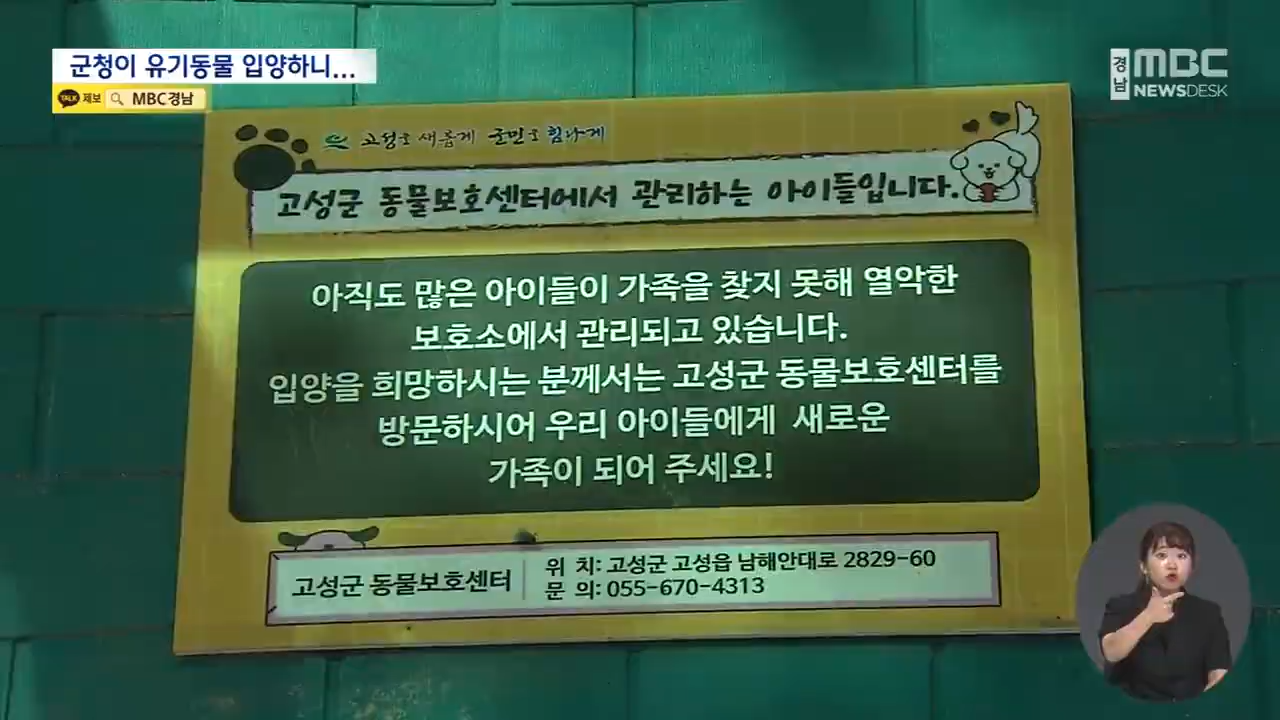 군청이 유기동물 입양하니...
TALK 제보 MBC경남
경남 MBC
NEWSDESK
고성을 새롭게 군민을 힘나게
고성군 동물보호센터에서 관리하는 아이들입니다.
아직도 많은 아이들이 가족을 찾지 못해 열악한
보호소에서 관리되고 있습니다.
입양을 희망하시는 분께서는 고성군 동물보호센터를
방문하시어 우리 아이들에게 새로운
가족이 되어 주세요!
고성군 동물보호센터
위 치: 고성군 고성읍 남해안대로 2829-60
문 의: 055-670-4313